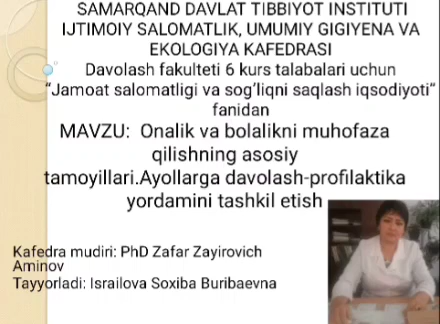 SAMARQAND DAVLAT TIBBIYOT INSTITUTI
IJTIMOIY SALOMATLIK, UMUMIY GIGIYENA VA
EKOLOGIYA KAFEDRASI
Davolash fakulteti 6 kurs talabalari uchun
“Jamoat salomatligi va sog’liqni saqlash iqsodiyoti“
fanidan
MAVZU: Onalik va bolalikni muhofaza
qilishning asosiy
tamoyillari.Ayollarga davolash-profilaktika
yordamini tashkil etish
Kafedra mudiri: PhD Zafar Zayirovich
Aminov
Tayyorladi: Israilova Soxiba Buribaevna